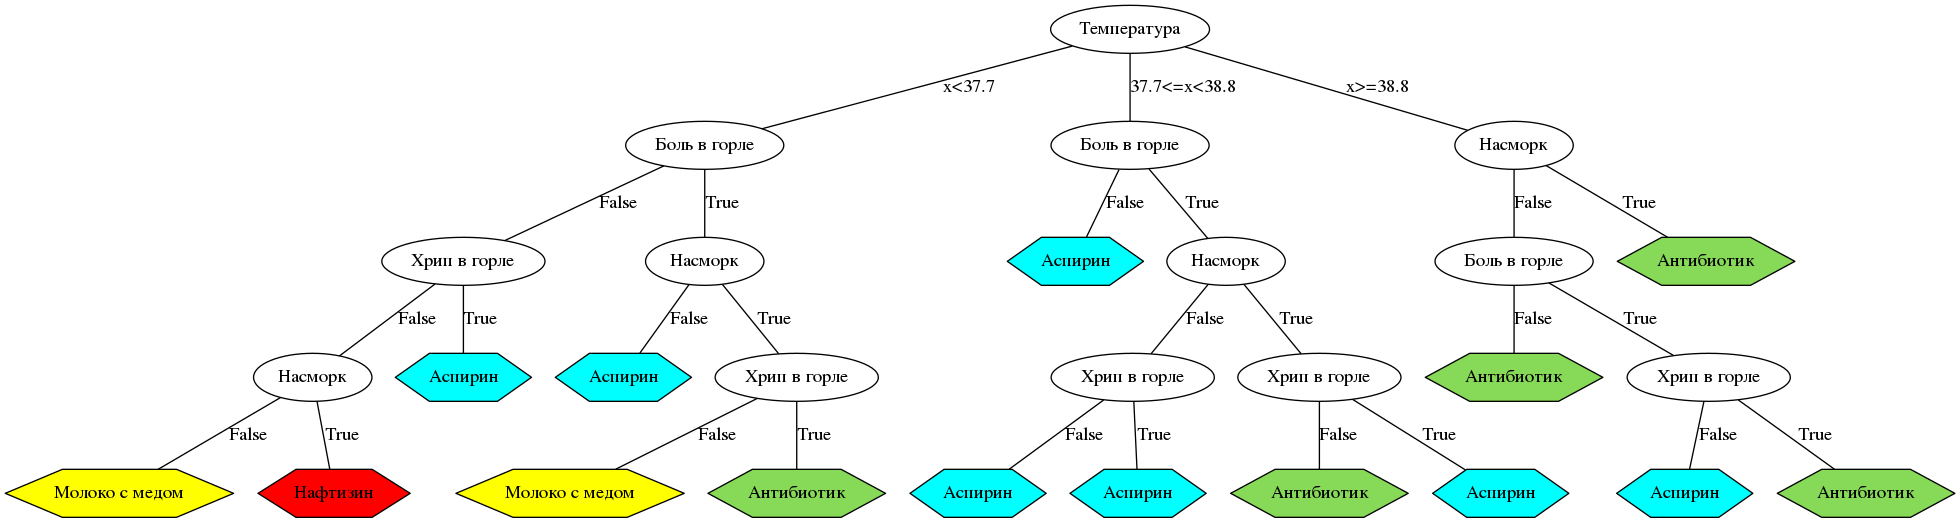 Температура
x<37.7
37.7<=x<38.8
x>=38.8
Боль в горле
Боль в горле
Насморк
False
True
False
True
False
True
Хрип в горле
Насморк
Аспирин
Насморк
Боль в горле
Антибиотик
False
True
False
True
False
True
False
True
Насморк
Аспирин
Аспирин
Хрип в горле
Хрип в горле
Хрип в горле
Антибиотик
Хрип в горле
False
True
False
True
False
True
False
True
False
True
Молоко с медом
Нафтизин
Молоко с медом
Антибиотик
Аспирин
Аспирин
Антибиотик
Аспирин
Аспирин
Антибиотик